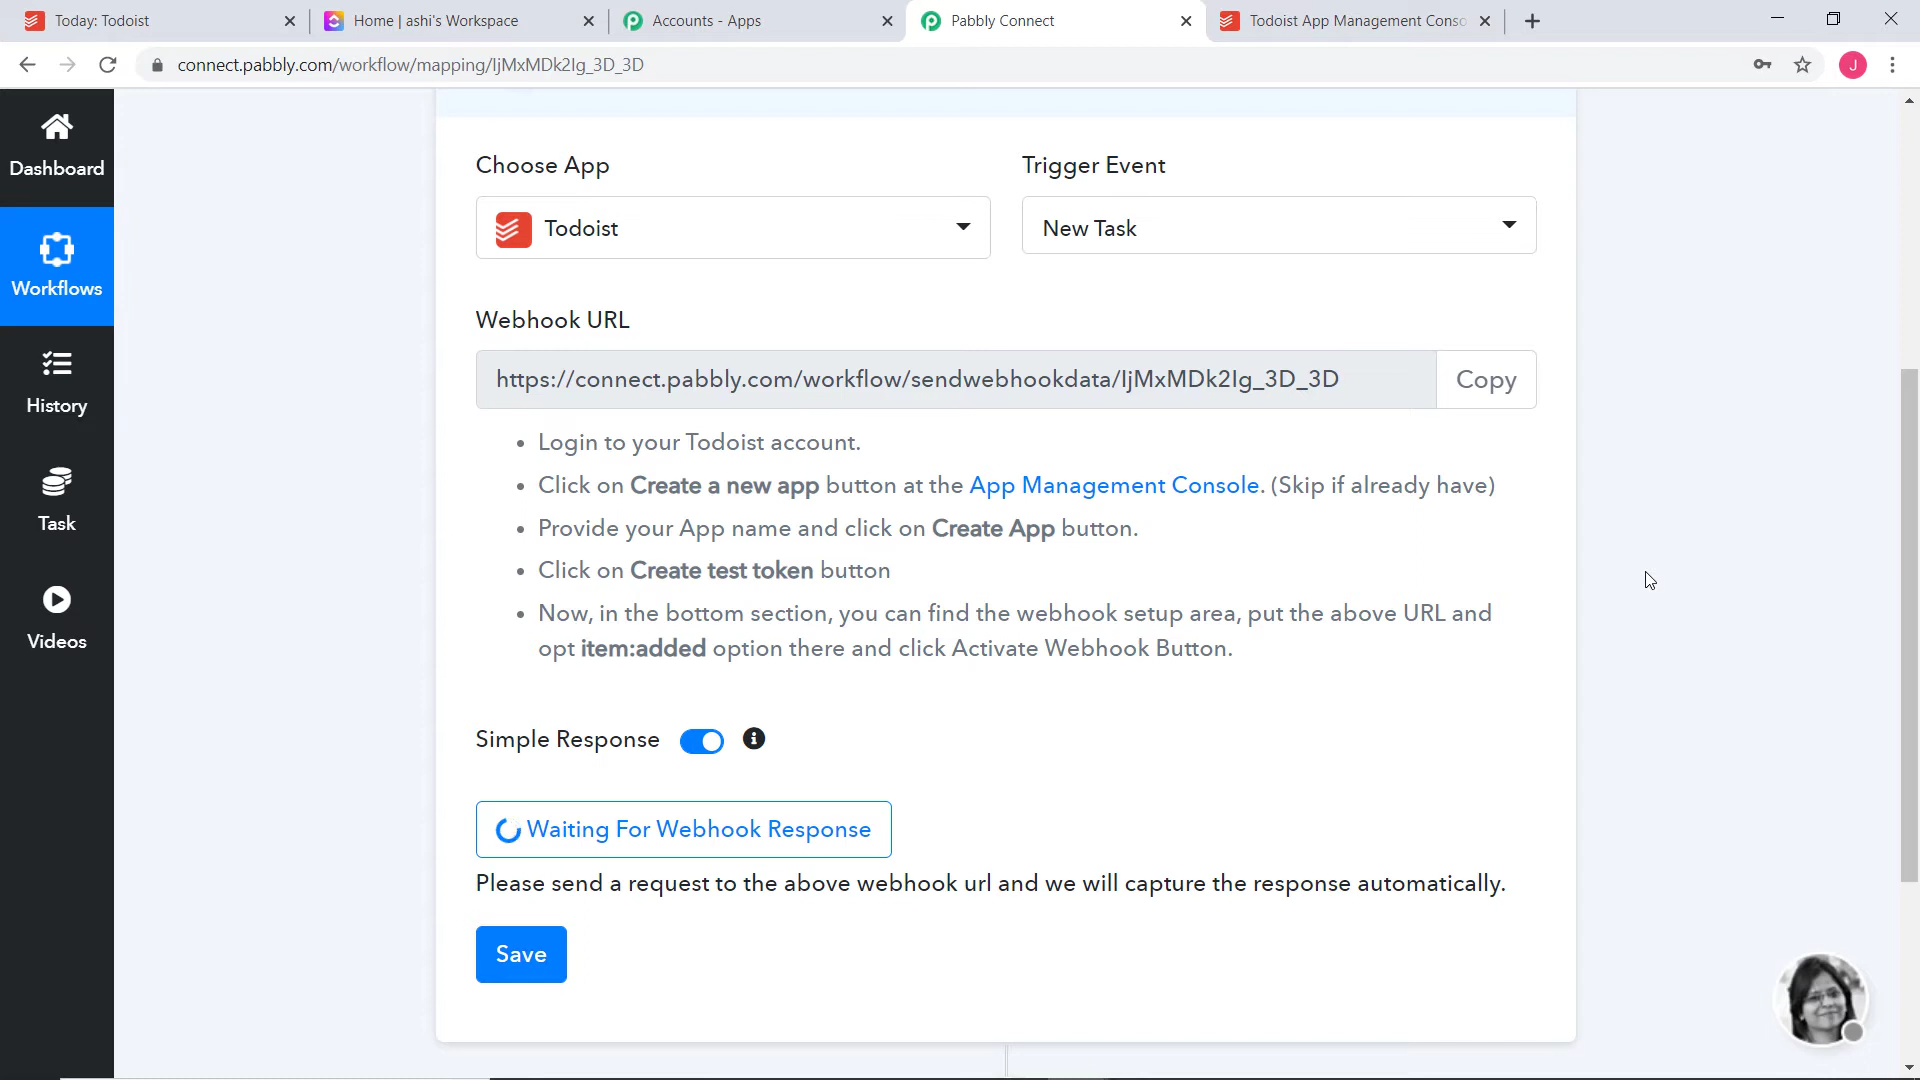 Today: Todoist
Home | ashi's Workspace
Accounts - Apps
Pabbly Connect
Todoist App Management Conso
connect.pabbly.com/workflow/mapping/IjMxMDk2Ig_3D_3D
J
Dashboard
Workflows
History
Task
Videos
Choose App
Trigger Event
Todoist
New Task
Webhook URL
https://connect.pabbly.com/workflow/sendwebhookdata/IjMxMDk2Ig_3D_3D
Copy
• Login to your Todoist account.
• Click on Create a new app button at the App Management Console. (Skip if already have)
• Provide your App name and click on Create App button.
• Click on Create test token button
• Now, in the bottom section, you can find the webhook setup area, put the above URL and
opt item:added option there and click Activate Webhook Button.
Simple Response
Waiting For Webhook Response
Please send a request to the above webhook url and we will capture the response automatically.
Save